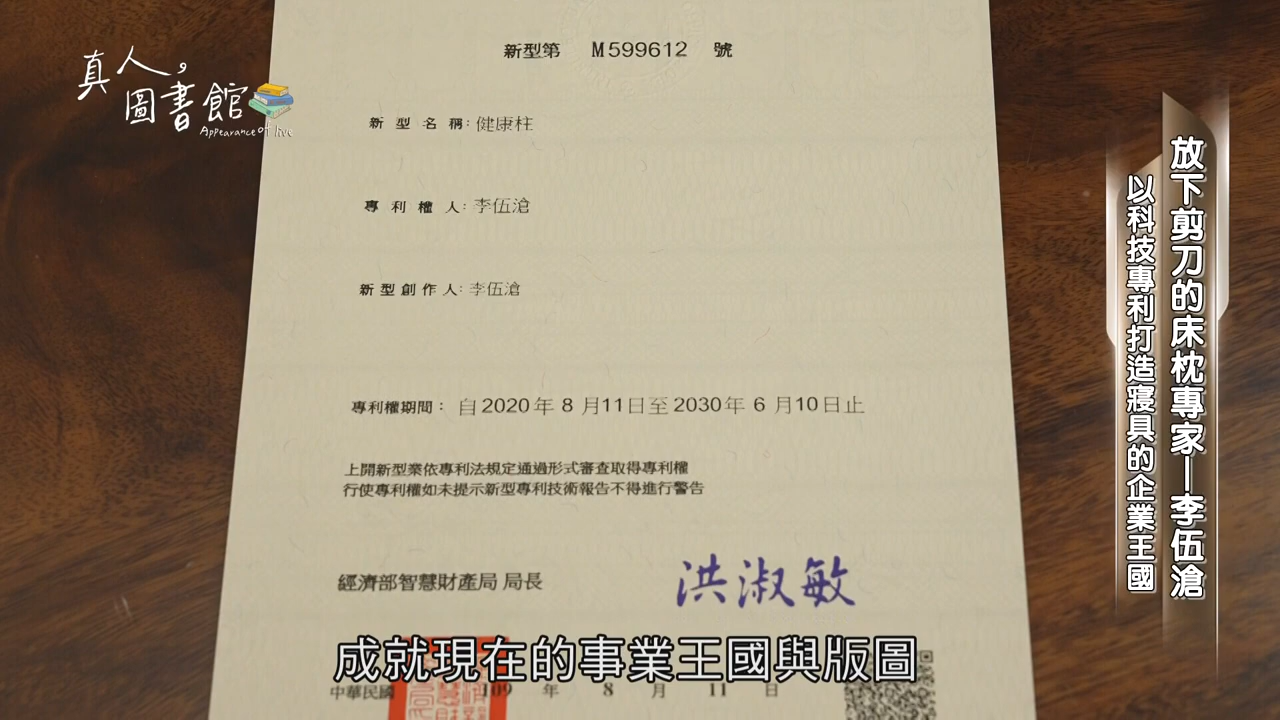 真人
圖書館
Appearance of live
新型第 M599612 號
新型名稱：健康柱
專利權人：李伍滄
新型創作人：李伍滄
專利權期間：自2020年8月11日至2030年6月10日止
上開新型業依專利法規定通過形式審查取得專利權
行使專利權如未提示新型專利技術報告不得進行警告
經濟部智慧財產局 局長
洪淑敏
中華民國 109 年 8 月 11 日
放下剪刀的床枕專家—李伍滄
以科技專利打造寢具的企業王國
成就現在的事業王國與版圖